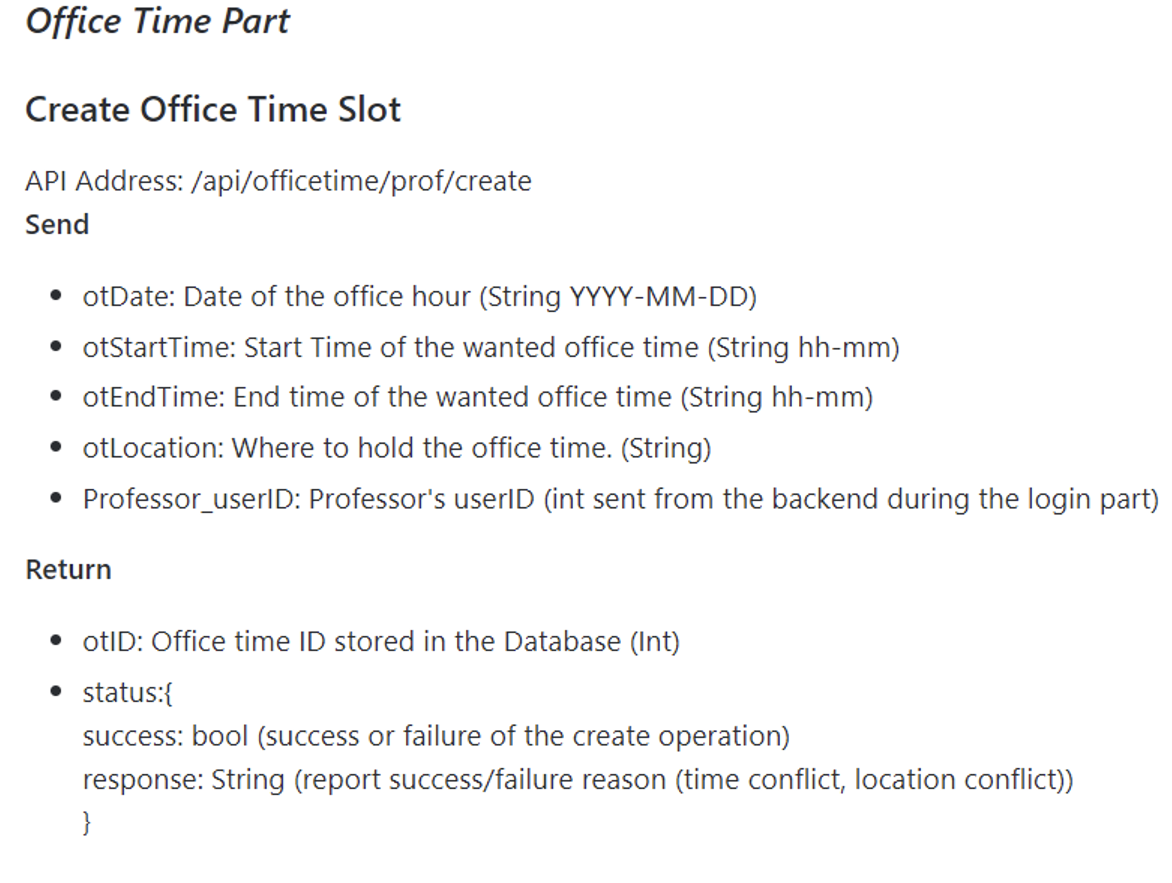 Office Time Part
Create Office Time Slot
API Address: /api/officetime/prof/create
Send
• otDate: Date of the office hour (String YYYY-MM-DD)
• otStartTime: Start Time of the wanted office time (String hh-mm)
• otEndTime: End time of the wanted office time (String hh-mm)
• otLocation: Where to hold the office time. (String)
• Professor_userID: Professor's userID (int sent from the backend during the login part)
Return
• otID: Office time ID stored in the Database (Int)
• status:{
success: bool (success or failure of the create operation)
response: String (report success/failure reason (time conflict, location conflict))
}